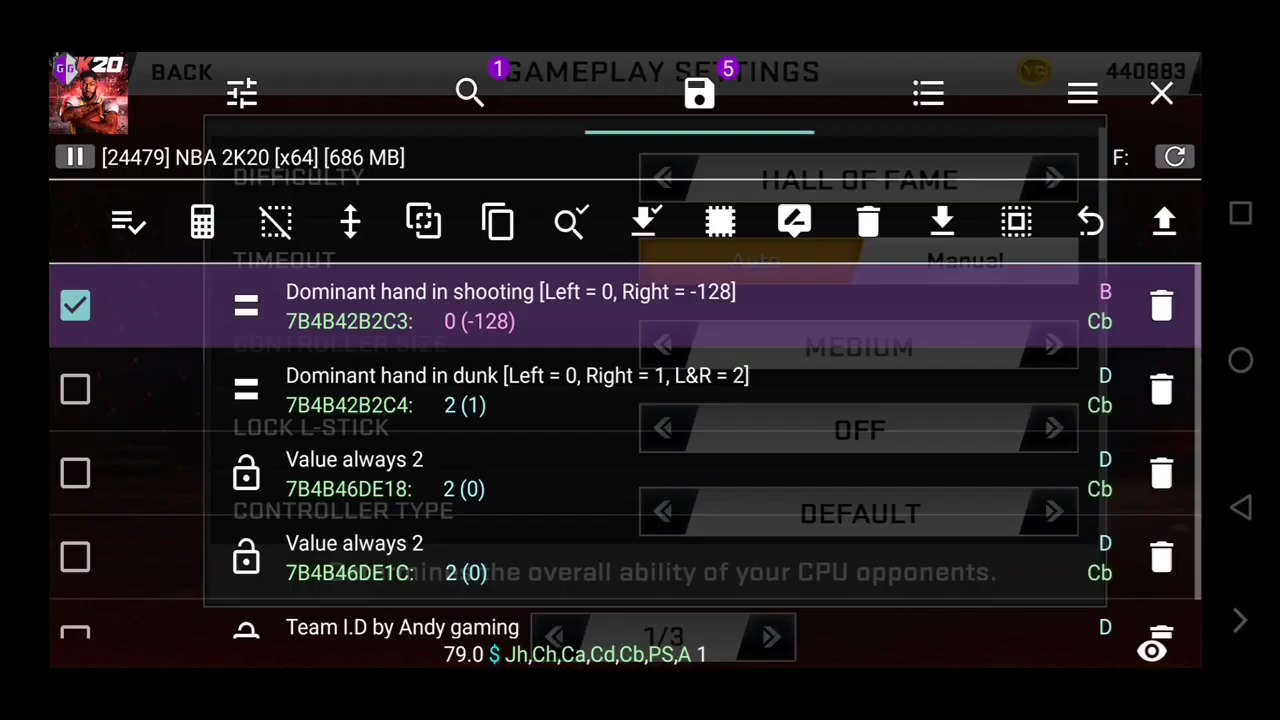 K20
BACK
GAMEPLAY SETTINGS
440883
1
5
[24479] NBA 2K20 [x64] [686 MB]
F:
DIFFICULTY
HALL OF FAME
TIMEOUT
Auto
Manual
Dominant hand in shooting [Left = 0, Right = -128]
B
7B4B42B2C3: 0 (-128)
Cb
CONTROLLER SIZE
MEDIUM
Dominant hand in dunk [Left = 0, Right = 1, L&R = 2]
D
7B4B42B2C4: 2 (1)
Cb
LOCK L-STICK
OFF
Value always 2
D
7B4B46DE18: 2 (0)
Cb
CONTROLLER TYPE
DEFAULT
Value always 2
D
7B4B46DE1C: 2 (0)
Cb
the overall ability of your CPU opponents.
Team I.D by Andy gaming
D
1/3
79.0 $ Jh,Ch,Ca,Cd,Cb,PS,A 1